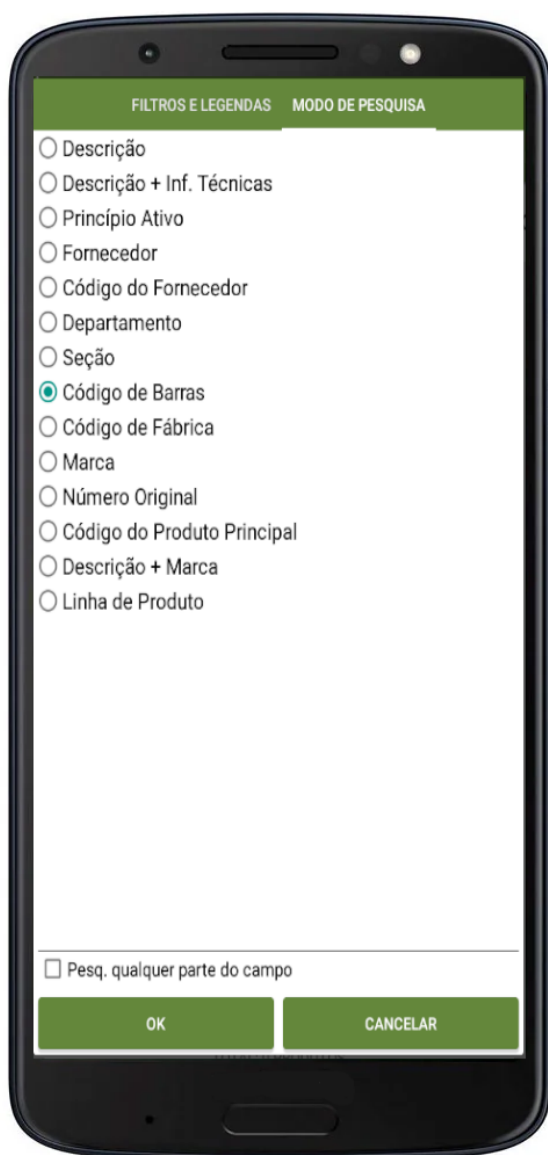 FILTROS E LEGENDAS MODO DE PESQUISA
Descrição
Descrição + Inf. Técnicas
Princípio Ativo
Fornecedor
Código do Fornecedor
Departamento
Seção
Código de Barras
Código de Fábrica
Marca
Número Original
Código do Produto Principal
Descrição + Marca
Linha de Produto
Pesq. qualquer parte do campo
OK CANCELAR